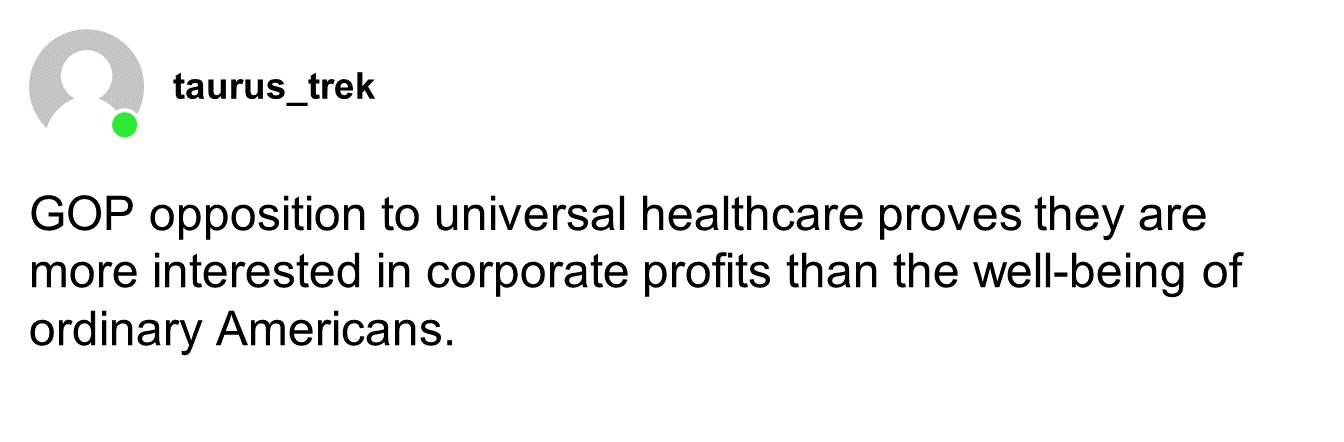 taurus_trek
GOP opposition to universal healthcare proves they are
more interested in corporate profits than the well-being of
ordinary Americans.